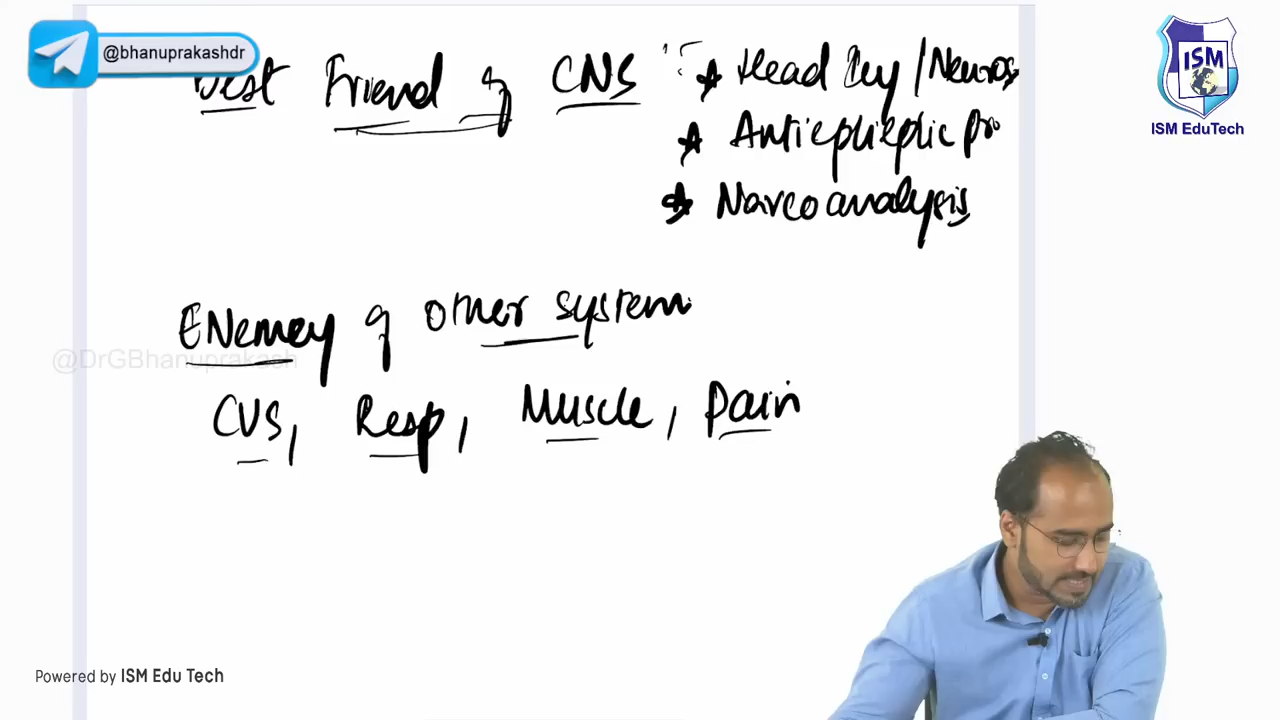 @bhanuprakashdr
Best Friend of CNS
* Head Inj/Neuros
* Antiepileptic Pr
* Narcoanalysis
ISM
ISM EduTech
ENemey of other system
@DrGBhanuprakash
CVS, Resp, Muscle, Pain
Powered by ISM Edu Tech